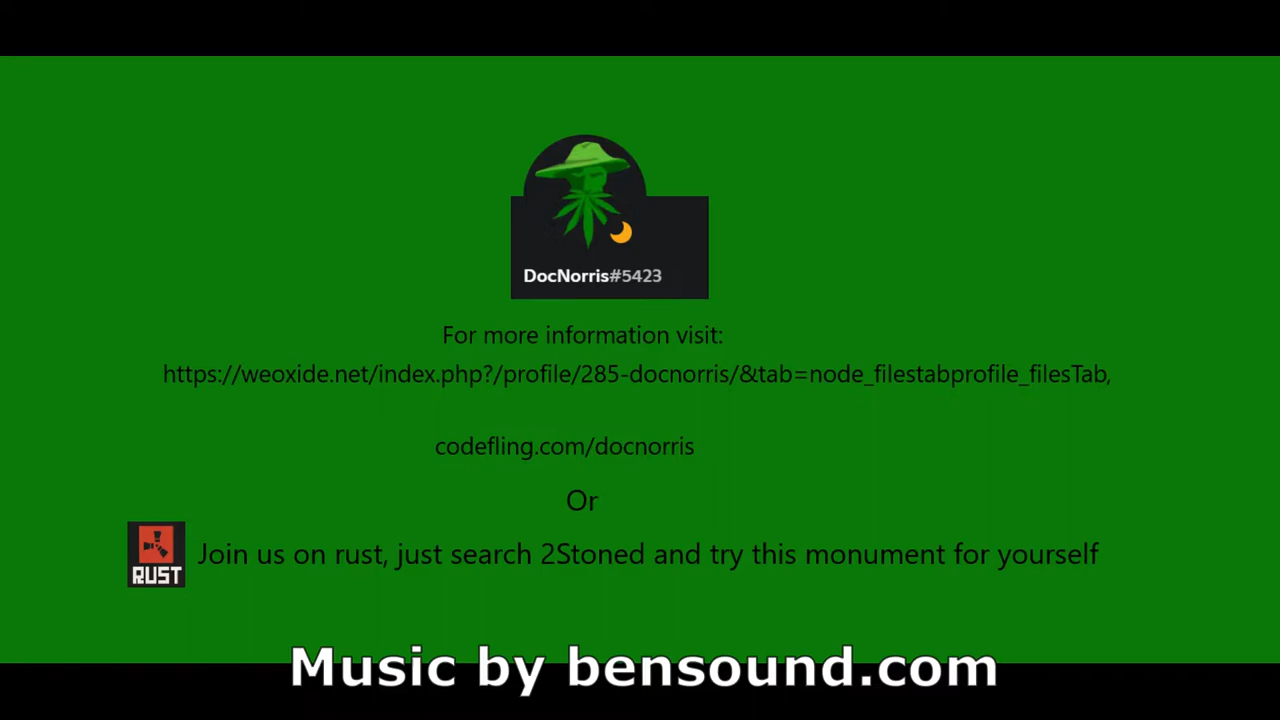 DocNorris#5423
For more information visit:
https://weoxide.net/index.php?/profile/285-docnorris/&tab=node_filestabprofile_filesTab,
codefling.com/docnorris
Or
RUST
Join us on rust, just search 2Stoned and try this monument for yourself
Music by bensound.com